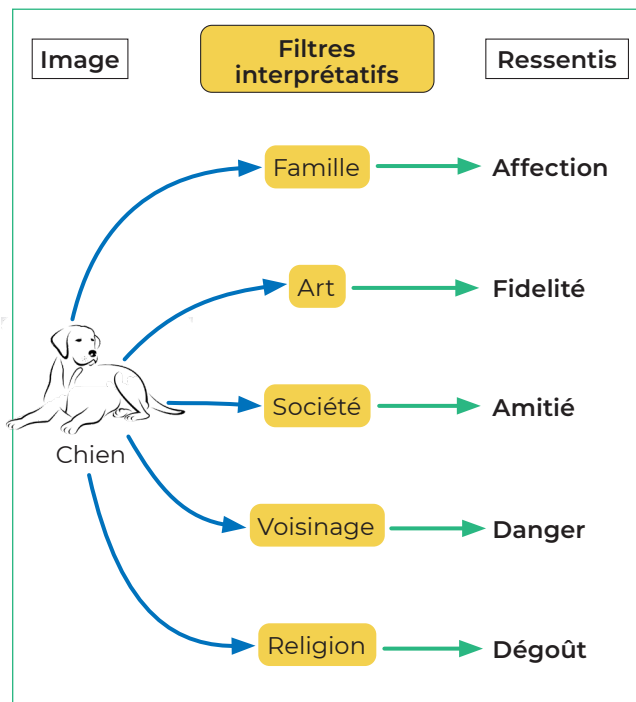 Image
Filtres
interprétatifs
Ressentis
Famille
Affection
Art
Fidelité
Société
Amitié
Chien
Voisinage
Danger
Religion
Dégoût